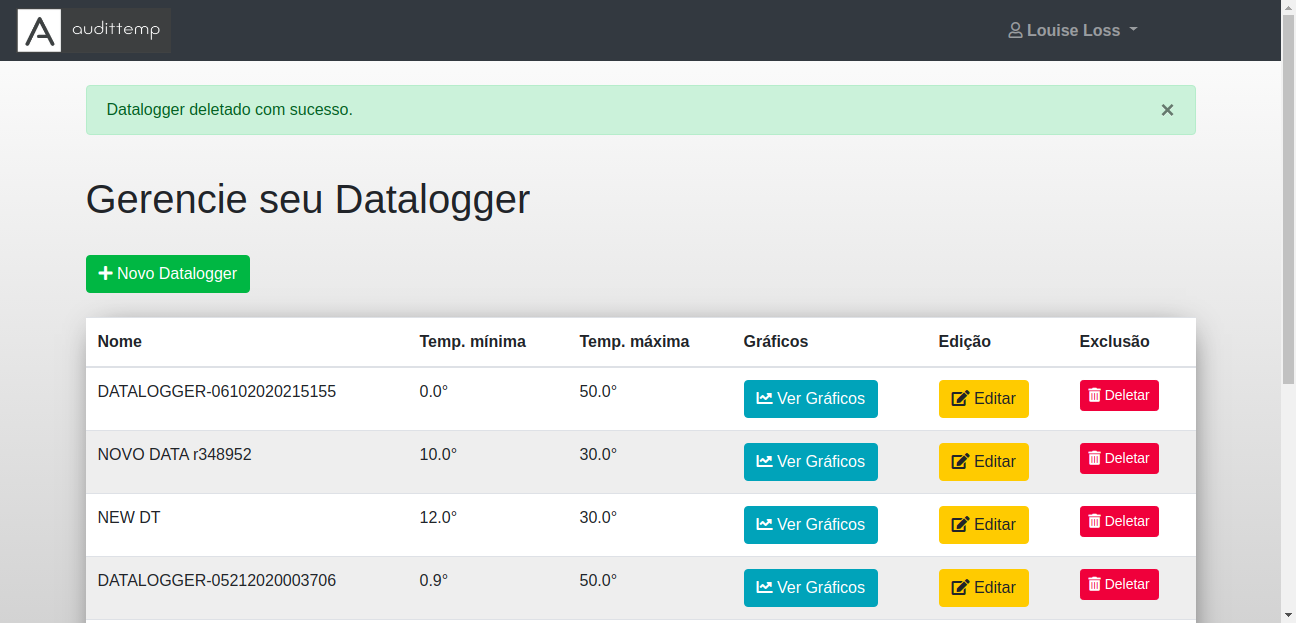 A audittemp Louise Loss
Datalogger deletado com sucesso. ×
Gerencie seu Datalogger
Novo Datalogger
Nome Temp. mínima Temp. máxima Gráficos Edição Exclusão
DATALOGGER-06102020215155 0.0° 50.0° Ver Gráficos Editar Deletar
NOVO DATA r348952 10.0° 30.0° Ver Gráficos Editar Deletar
NEW DT 12.0° 30.0° Ver Gráficos Editar Deletar
DATALOGGER-05212020003706 0.9° 50.0° Ver Gráficos Editar Deletar